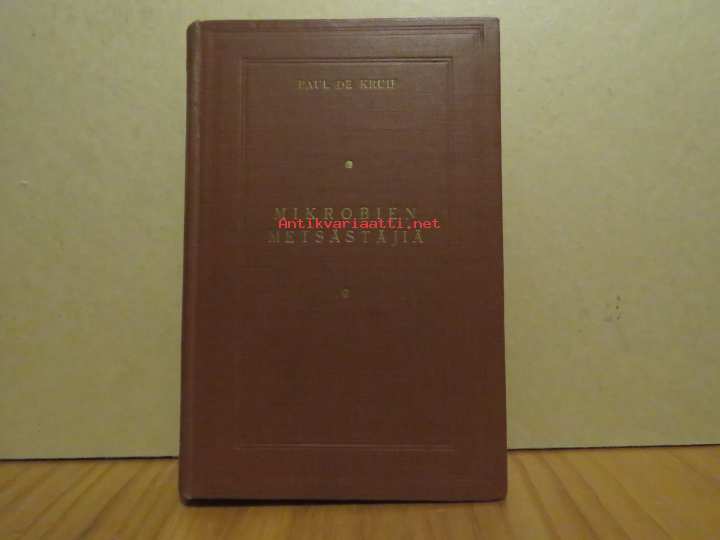 PAUL DE KRUIF
MIKROBIEN
Antikvariaatti.net
METSÄSTÄJIÄ